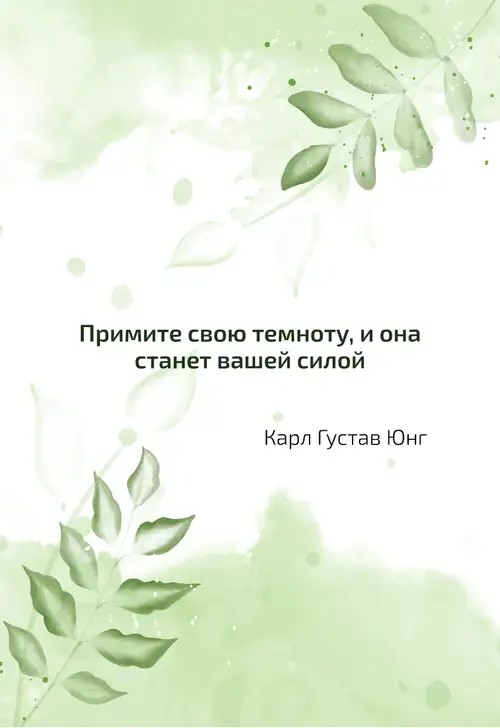 Примите свою темноту, и она
станет вашей силой
Карл Густав Юнг